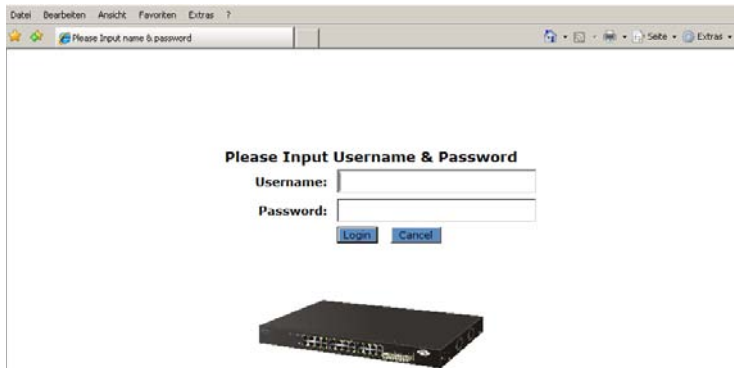 Datei Bearbeiten Ansicht Favoriten Extras ?
Please Input name & password Seite Extras
Please Input Username & Password
Username:
Password:
Login Cancel